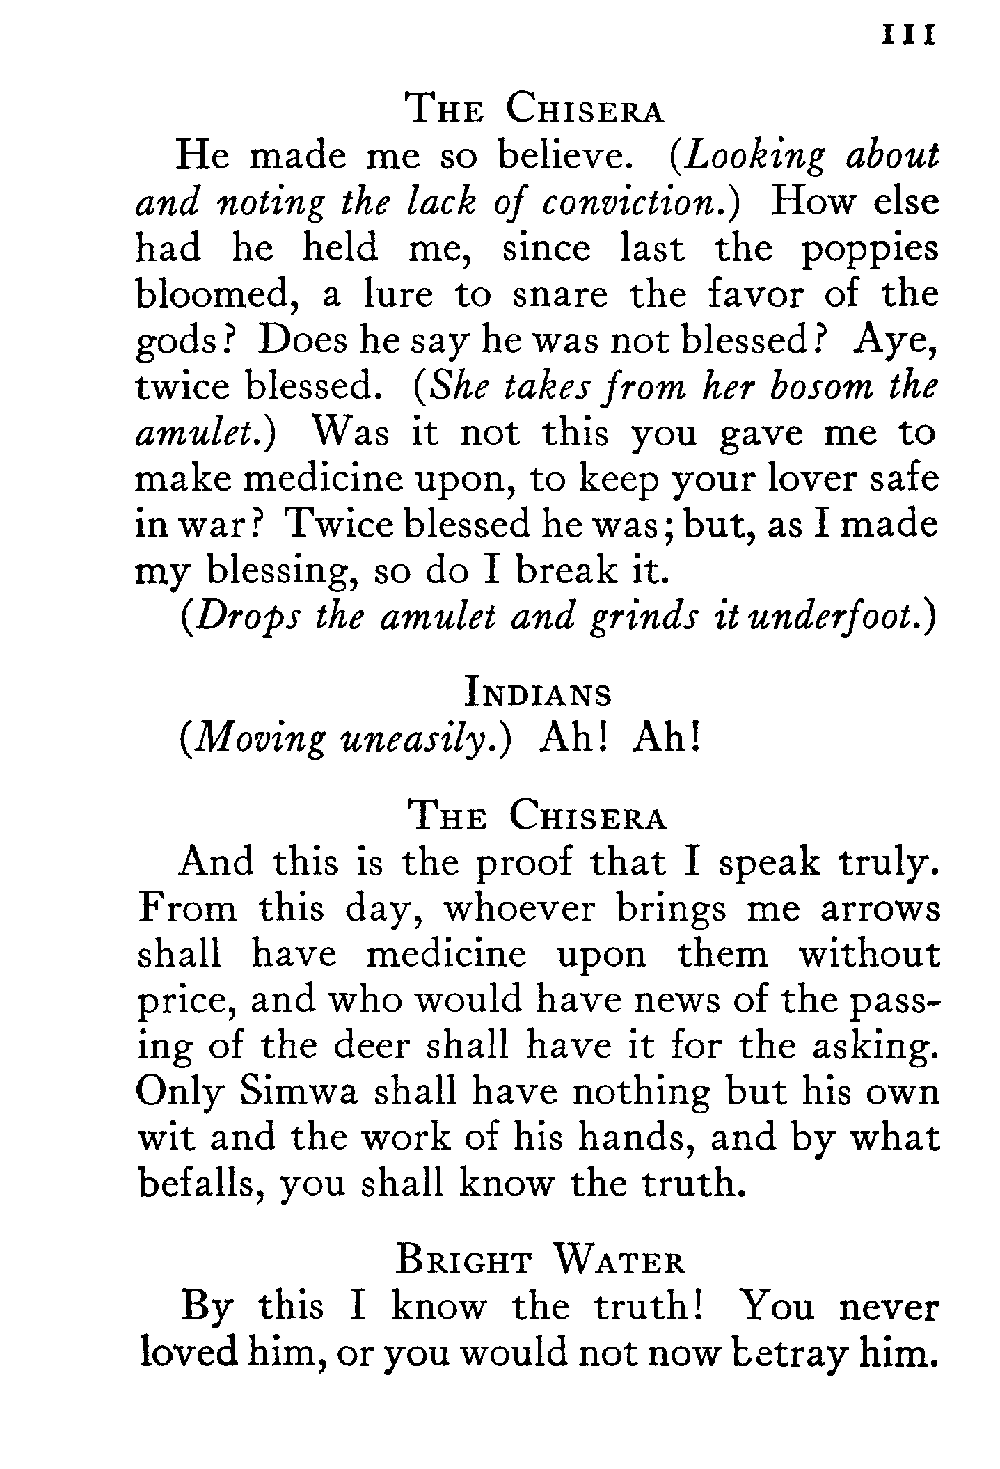 111
The Chisera
He made me so believe. (Looking about
and noting the lack of conviction.) How else
had he held me, since last the poppies
bloomed, a lure to snare the favor of the
gods? Does he say he was not blessed? Aye,
twice blessed. (She takes from her bosom the
amulet.) Was it not this you gave me to
make medicine upon, to keep your lover safe
in war? Twice blessed he was; but, as I made
my blessing, so do I break it.
(Drops the amulet and grinds it underfoot.)
Indians
(Moving uneasily.) Ah! Ah!
The Chisera
And this is the proof that I speak truly.
From this day, whoever brings me arrows
shall have medicine upon them without
price, and who would have news of the pass-
ing of the deer shall have it for the asking.
Only Simwa shall have nothing but his own
wit and the work of his hands, and by what
befalls, you shall know the truth.
Bright Water
By this I know the truth! You never
loved him, or you would not now betray him.